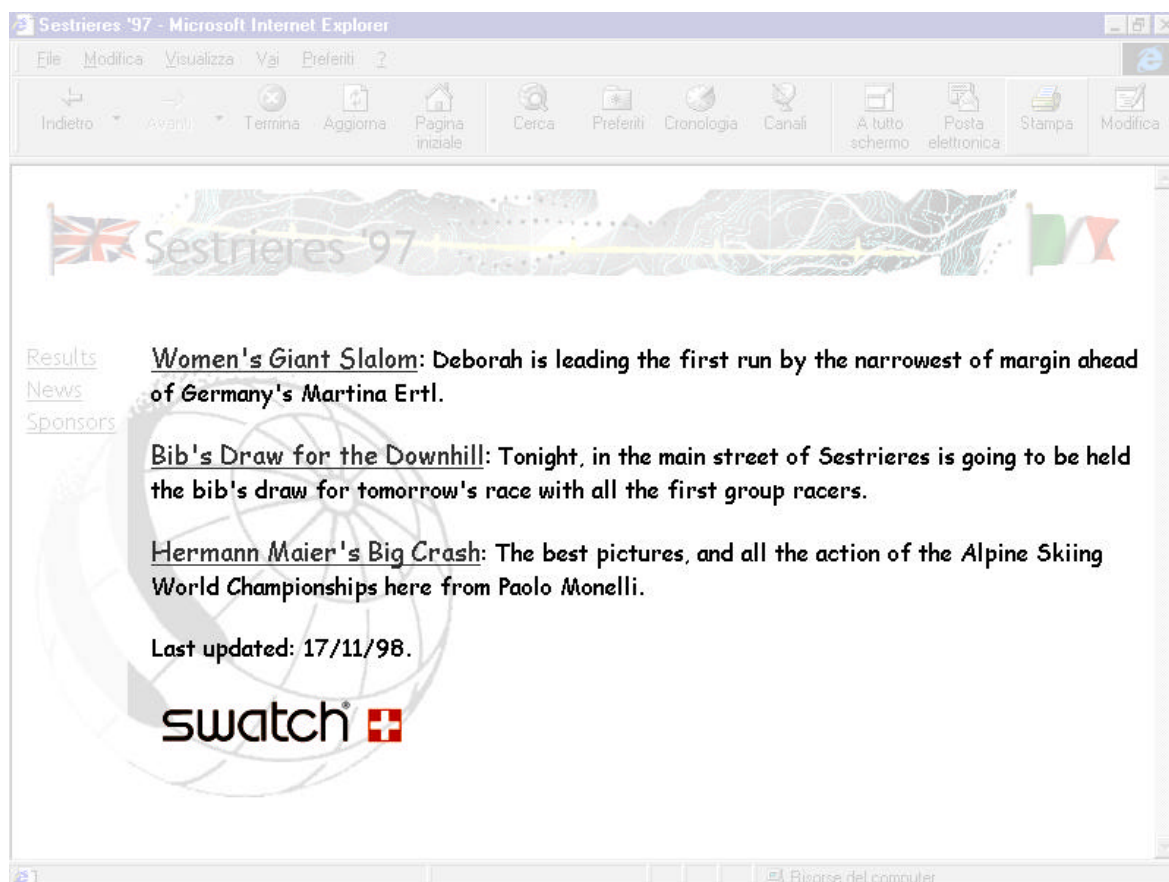 Sestrieres '97 - Microsoft Internet Explorer
File Modifica Visualizza Vai Preferiti ?
Indietro Avanti Termina Aggiorna Pagina iniziale Cerca Preferiti Cronologia Canali A tutto schermo Posta elettronica Stampa Modifica
Sestrieres '97
Results
News
Sponsors
Women's Giant Slalom: Deborah is leading the first run by the narrowest of margin ahead
of Germany's Martina Ertl.
Bib's Draw for the Downhill: Tonight, in the main street of Sestrieres is going to be held
the bib's draw for tomorrow's race with all the first group racers.
Hermann Maier's Big Crash: The best pictures, and all the action of the Alpine Skiing
World Championships here from Paolo Monelli.
Last updated: 17/11/98.
swatch®
Risorse del computer